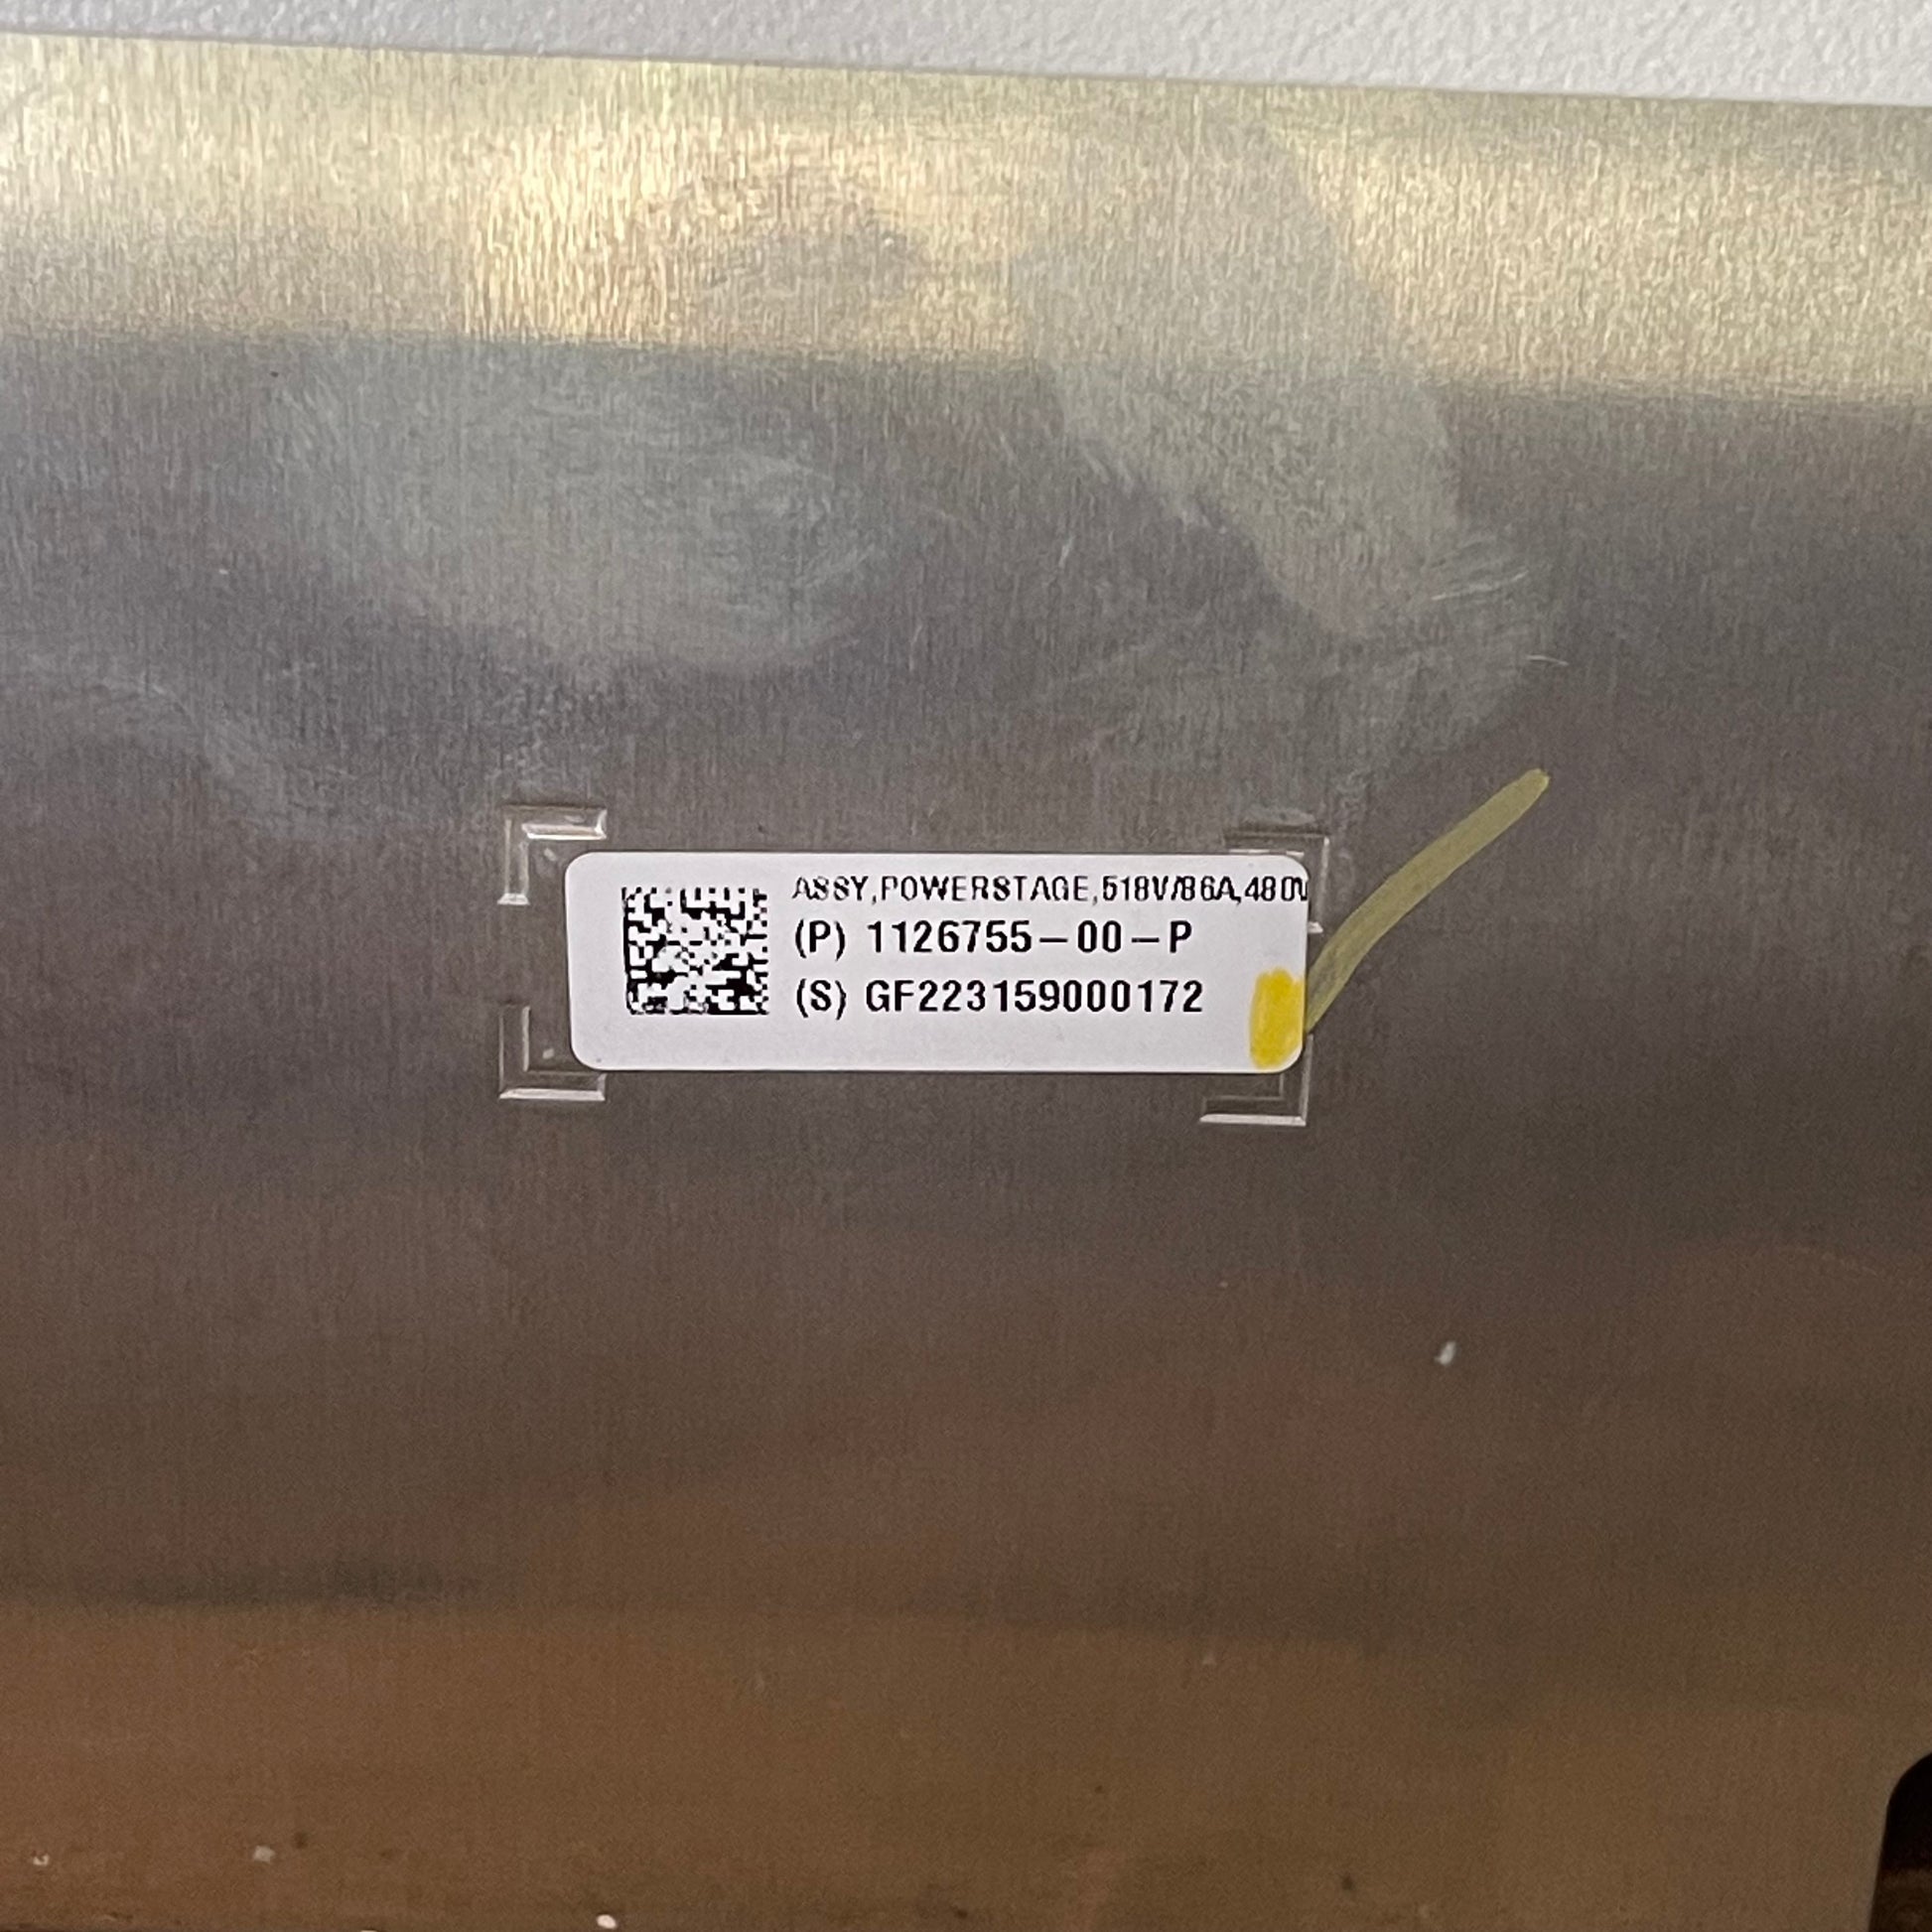 ASSY,POWERSTAGE,518V/86A,480V
(P) 1126755-00-P
(S) GF223159000172